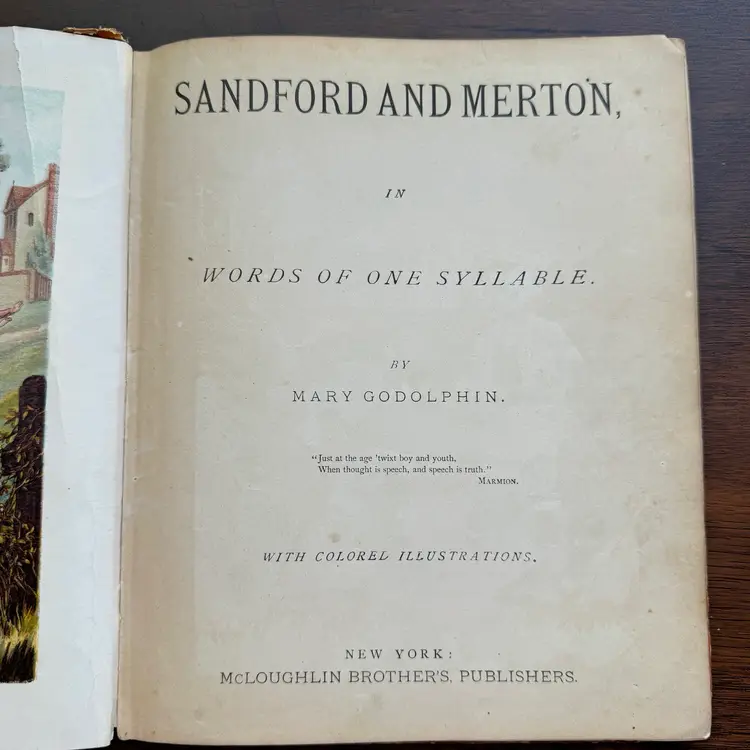 SANDFORD AND MERTON,
IN
WORDS OF ONE SYLLABLE.
BY
MARY GODOLPHIN.
"Just at the age 'twixt boy and youth,
When thought is speech, and speech is truth."
MARMION.
WITH COLORED ILLUSTRATIONS.
NEW YORK:
MCLOUGHLIN BROTHER'S, PUBLISHERS.